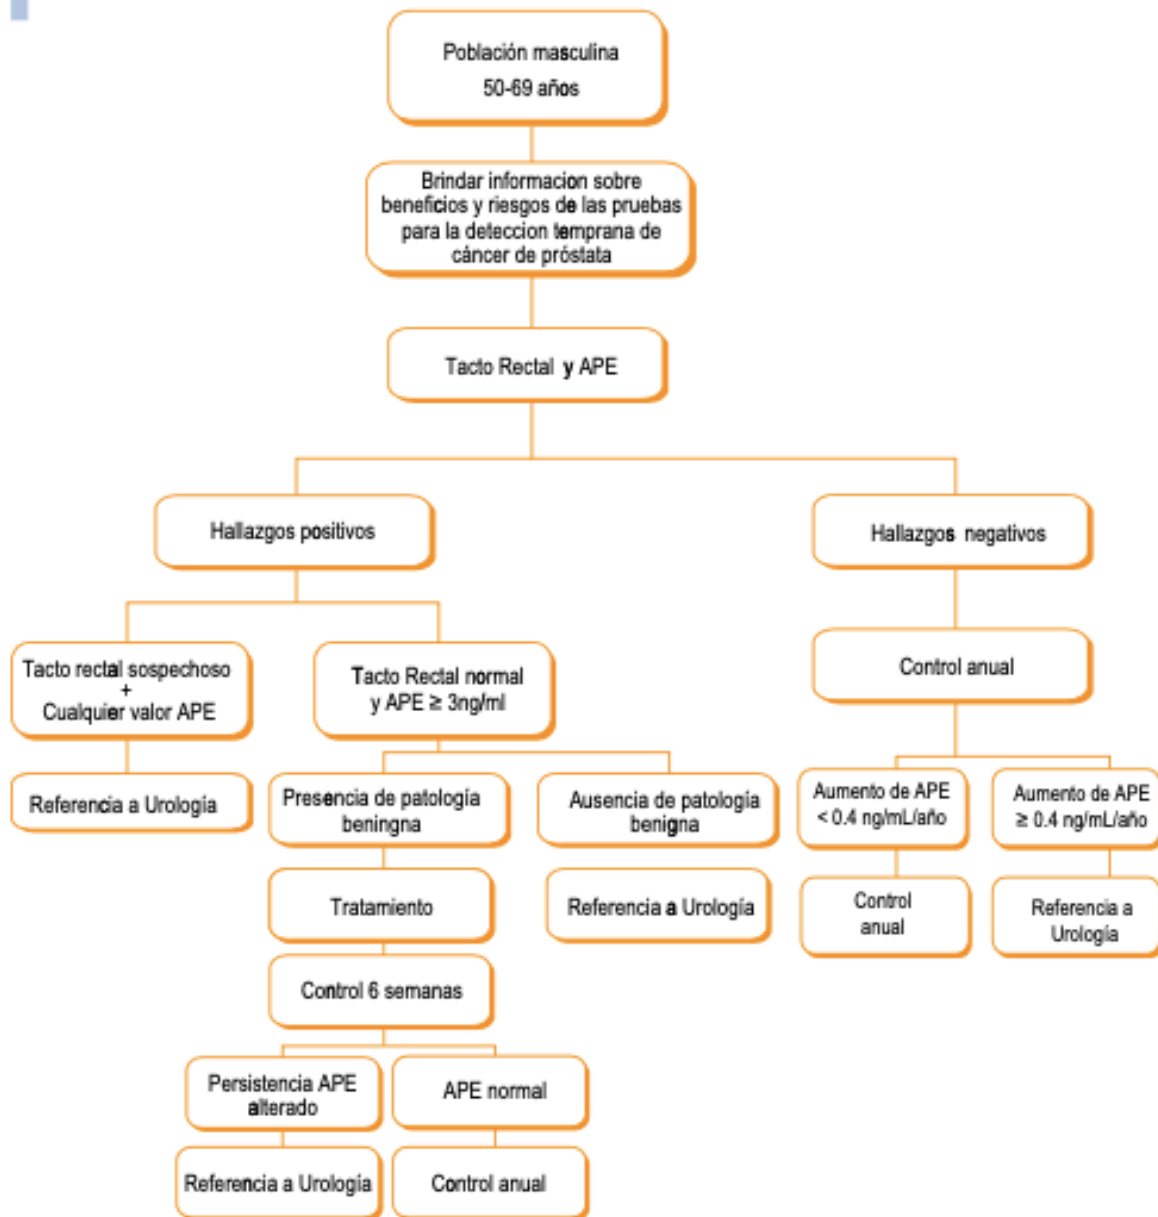 Población masculina
50-69 años
Brindar informacion sobre
beneficios y riesgos de las pruebas
para la deteccion temprana de
cáncer de próstata
Tacto Rectal y APE
Hallazgos positivos
Hallazgos negativos
Tacto rectal sospechoso
+
Cualquier valor APE
Tacto Rectal normal
y APE ≥ 3ng/ml
Control anual
Referencia a Urología
Presencia de patología
beningna
Ausencia de patología
benigna
Aumento de APE
< 0.4 ng/mL/año
Aumento de APE
≥ 0.4 ng/mL/año
Tratamiento
Referencia a Urología
Control
anual
Referencia a
Urología
Control 6 semanas
Persistencia APE
alterado
APE normal
Referencia a Urología
Control anual